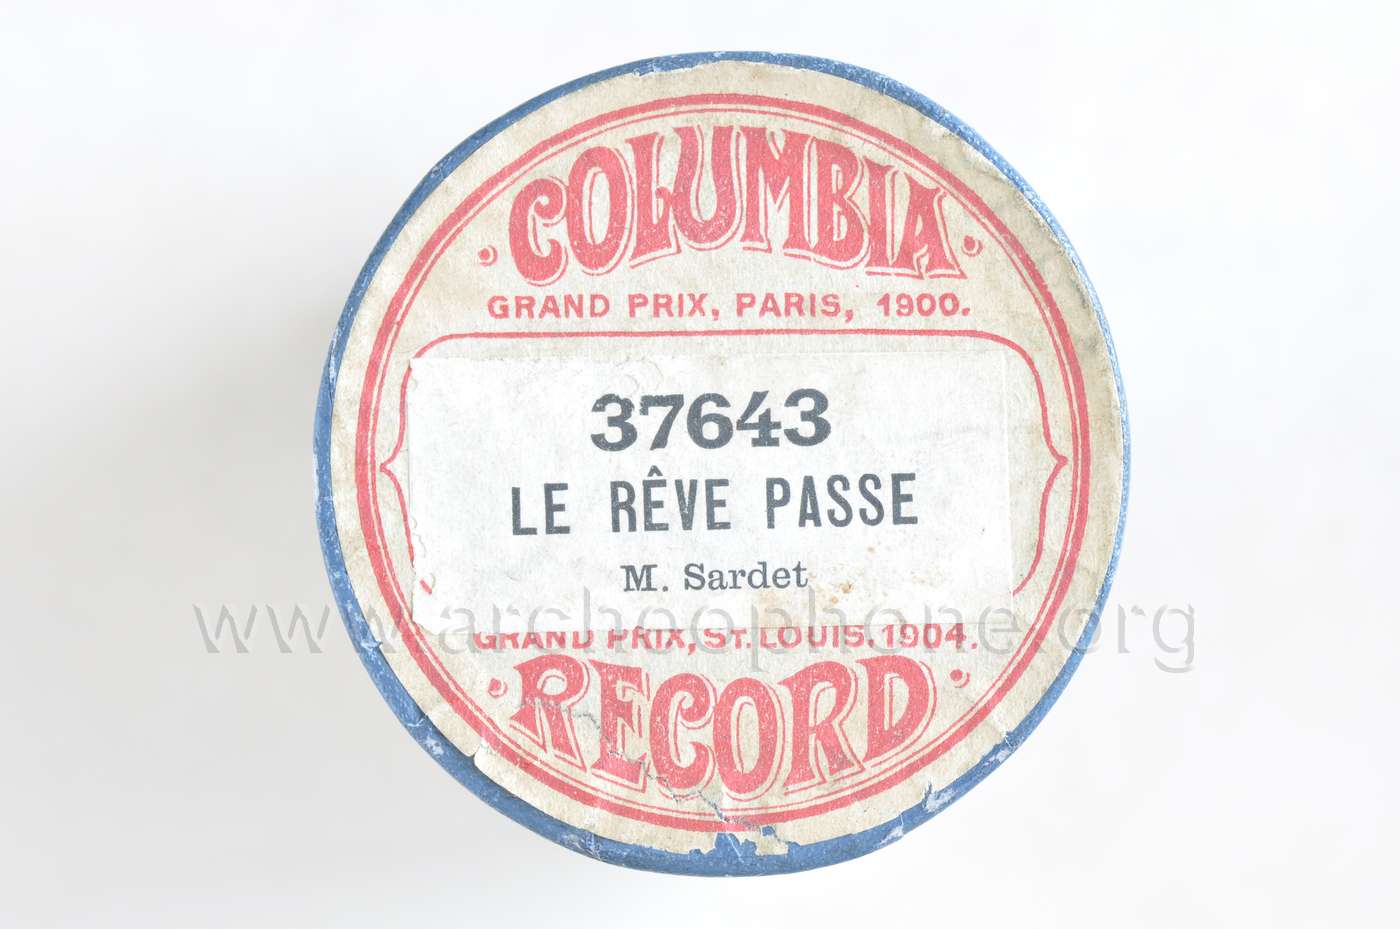 COLUMBIA
GRAND PRIX, PARIS, 1900.
37643
LE RÊVE PASSE
M. Sardet
www.archeophone.org
GRAND PRIX, ST. LOUIS. 1904.
RECORD